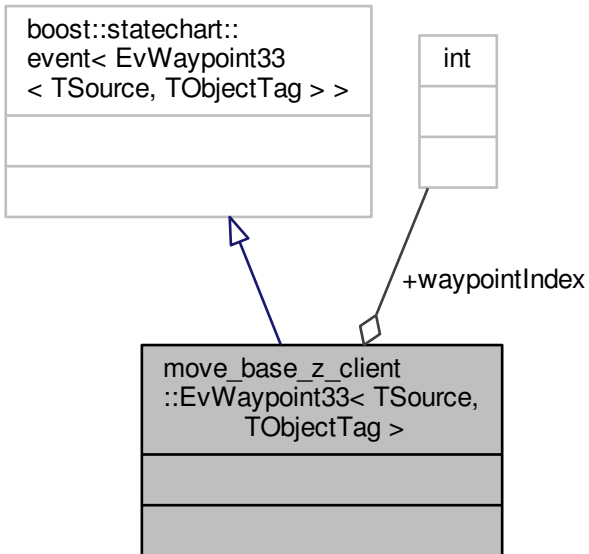 boost::statechart::
event< EvWaypoint33
< TSource, TObjectTag > >
int
+waypointIndex
move_base_z_client
::EvWaypoint33< TSource,
TObjectTag >